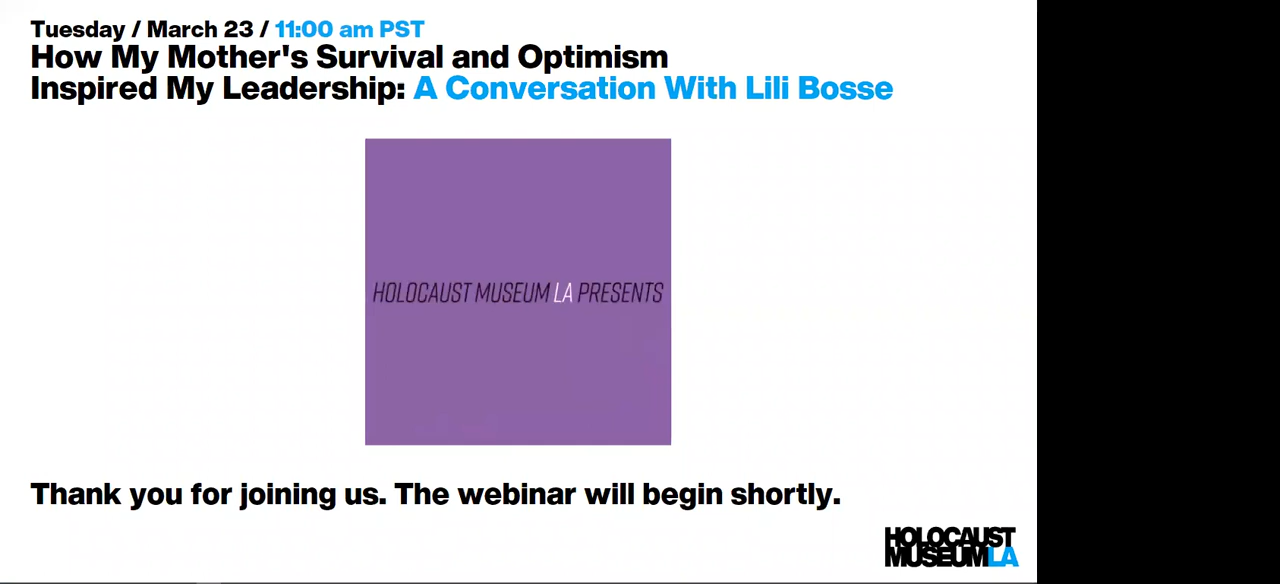 Tuesday / March 23 / 11:00 am PST
How My Mother's Survival and Optimism
Inspired My Leadership: A Conversation With Lili Bosse
HOLOCAUST MUSEUM LA PRESENTS
Thank you for joining us. The webinar will begin shortly.
HOLOCAUST
MUSEUMLA